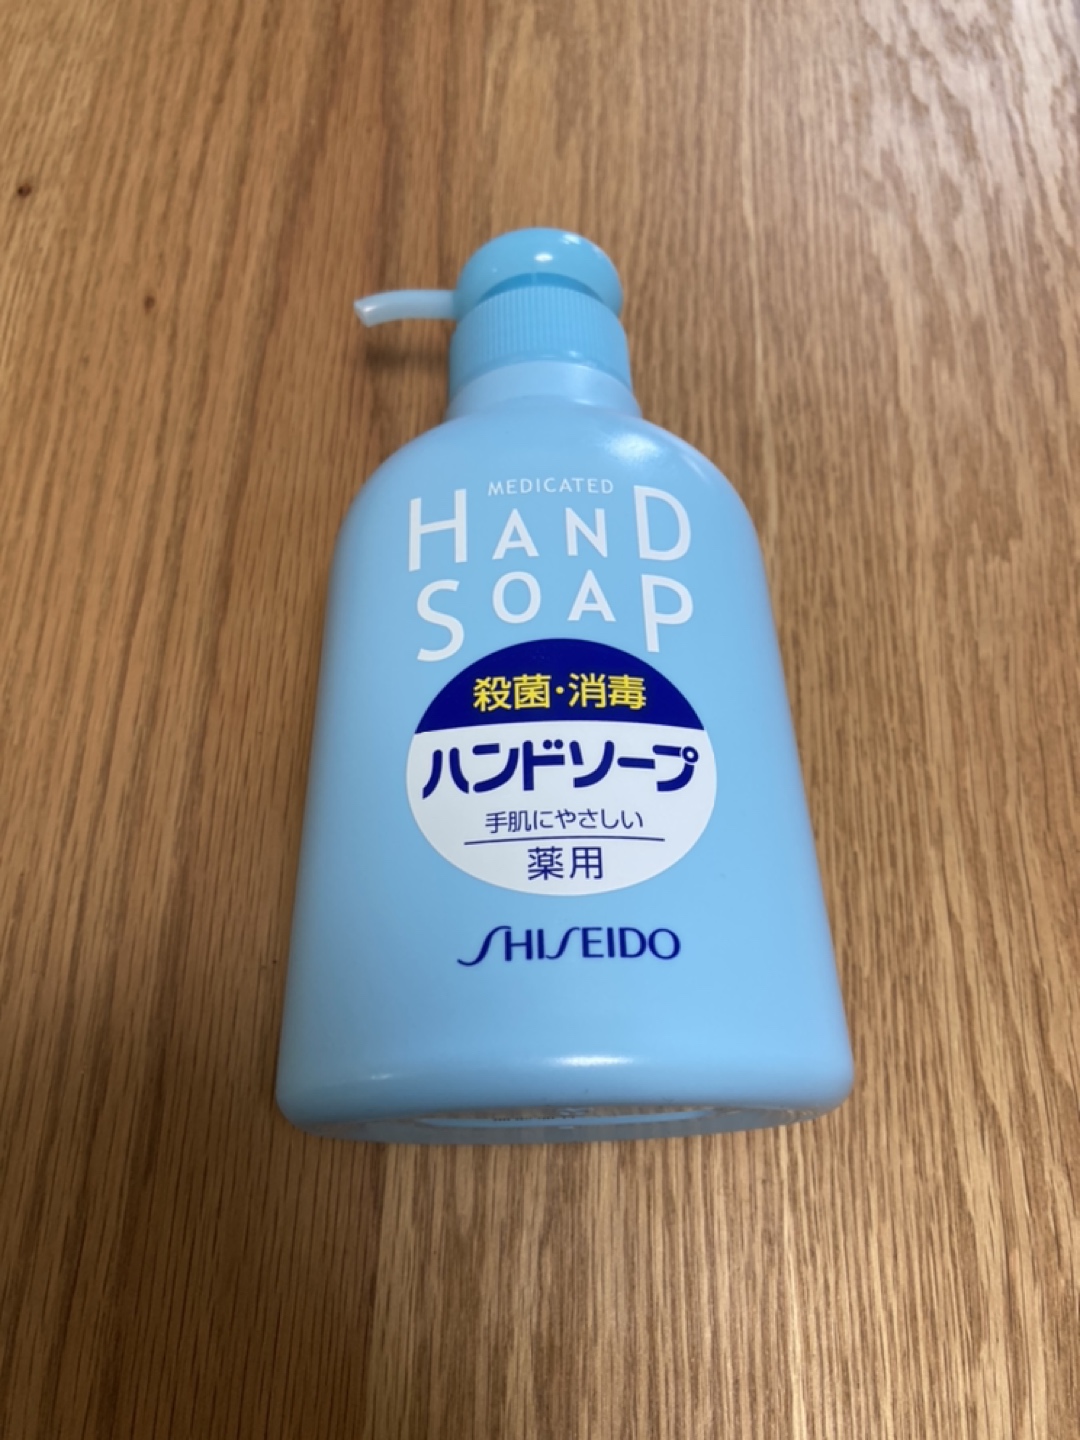 MEDICATED
HAND
SOAP
殺菌・消毒
ハンドソープ
手肌にやさしい
薬用
SHISEIDO